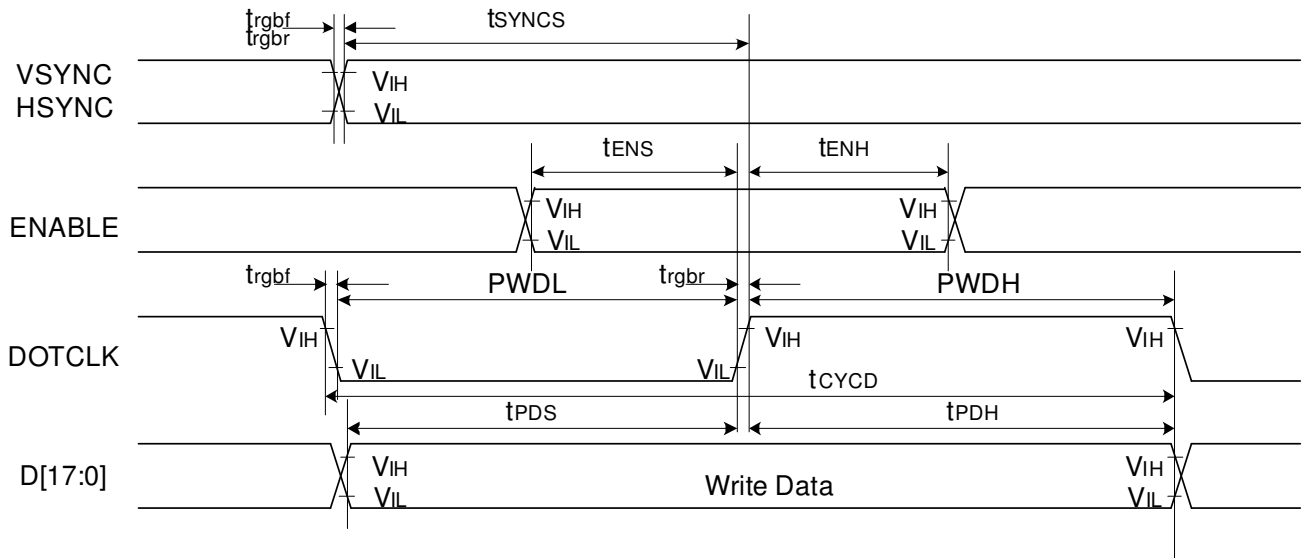 trgbf
trgbr
tSYNCS
VSYNC
HSYNC
VIH
VIL
tENS
tENH
ENABLE
VIH
VIL
VIH
VIL
trgbf
PWDL
trgbr
PWDH
DOTCLK
VIH
VIL
VIL
VIH
VIH
tCYCD
tPDS
tPDH
D[17:0]
VIH
VIL
Write Data
VIH
VIL